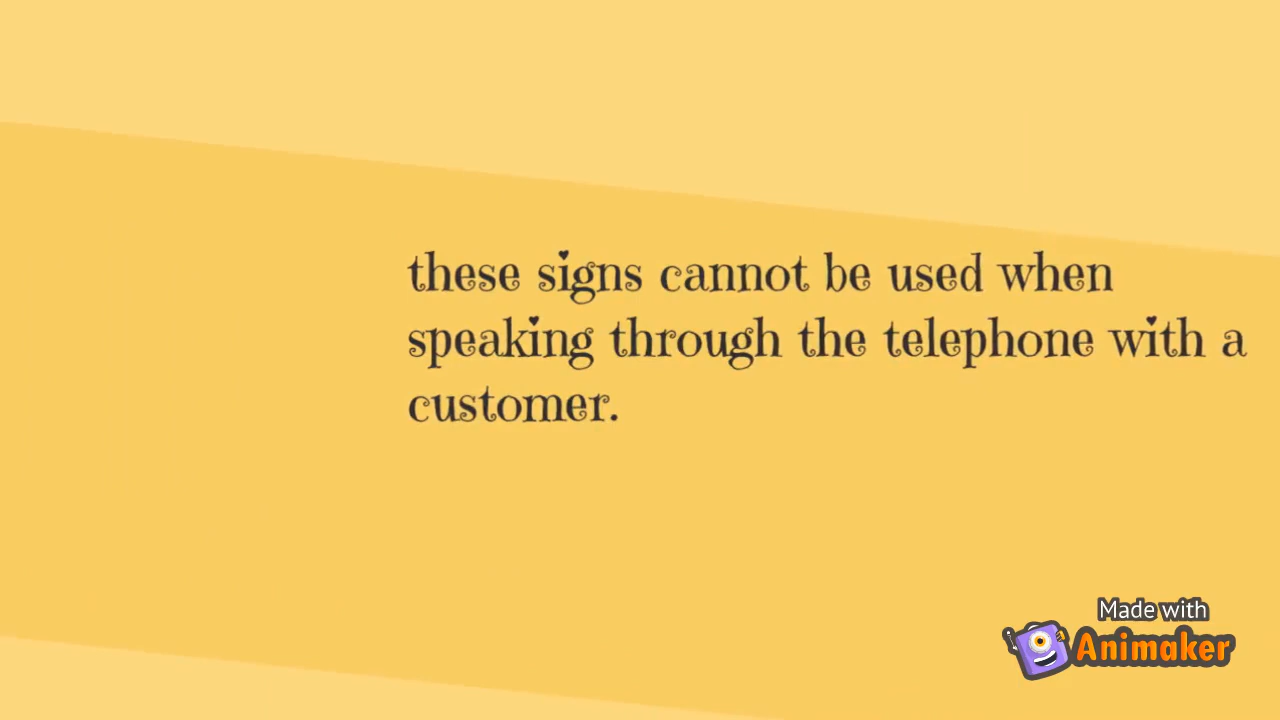 these signs cannot be used when
speaking through the telephone with a
customer.
Made with
Animaker